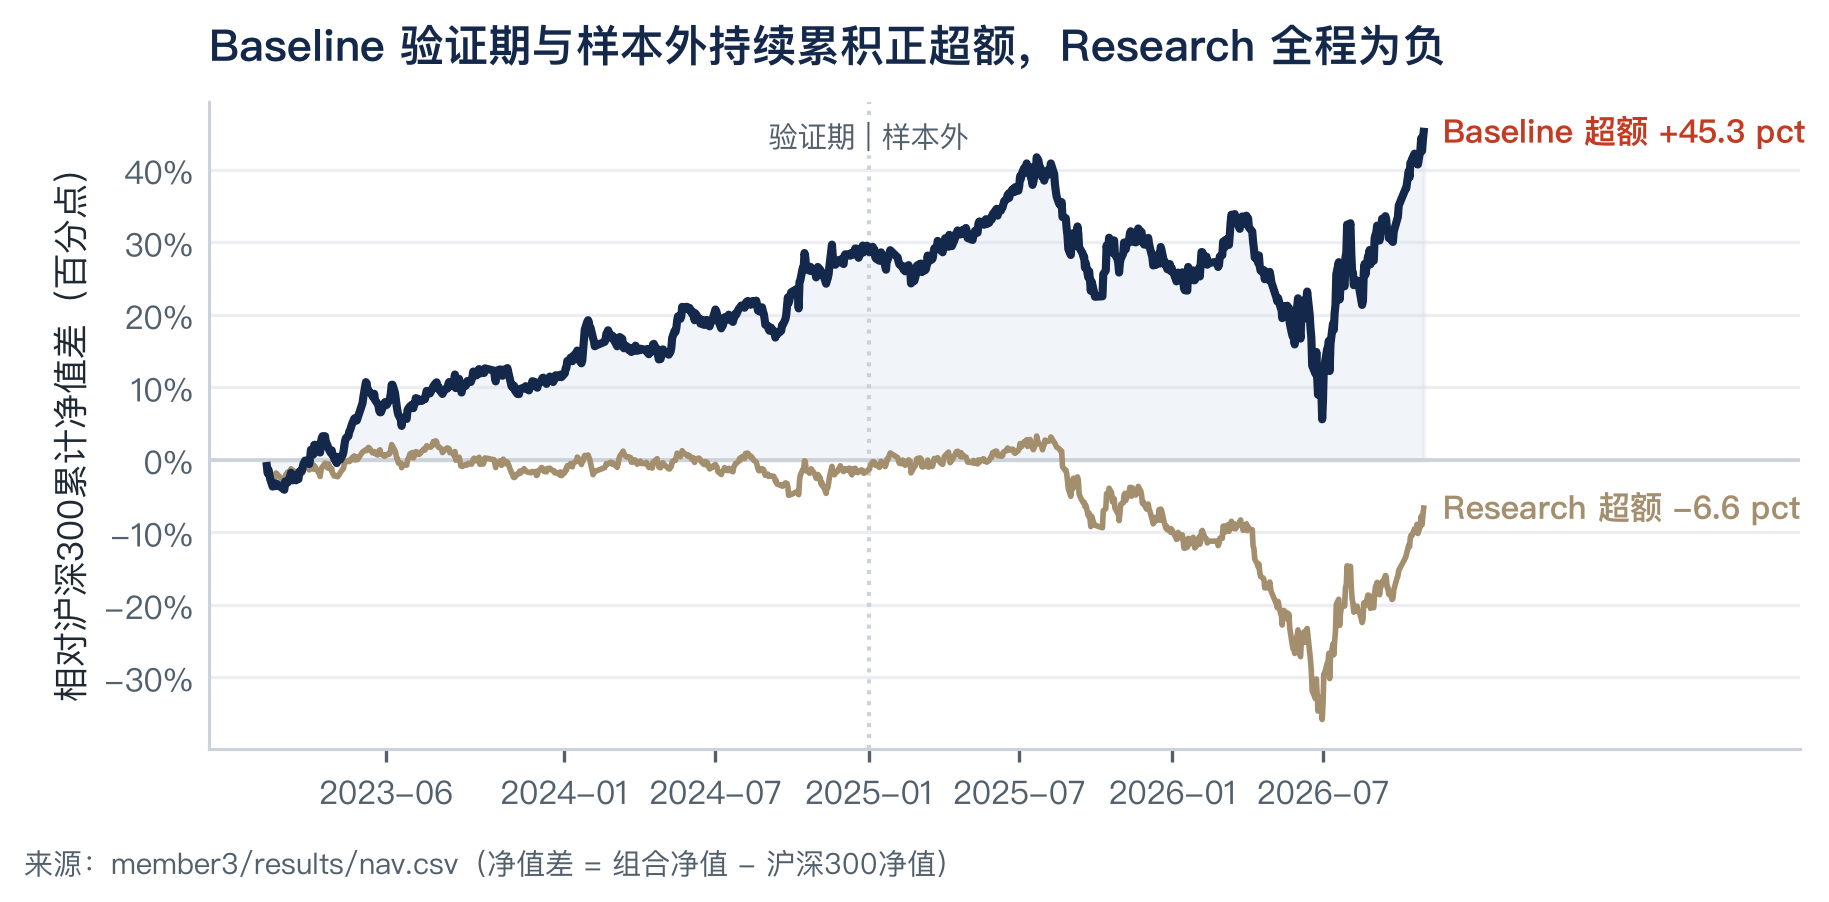 Baseline 验证期与样本外持续累积正超额，Research 全程为负
验证期 | 样本外
Baseline 超额 +45.3 pct
Research 超额 −6.6 pct
相对沪深300累计净值差（百分点）
40%
30%
20%
10%
0%
−10%
−20%
−30%
2023−06
2024−01
2024−07
2025−01
2025−07
2026−01
2026−07
来源：member3/results/nav.csv（净值差 = 组合净值 − 沪深300净值）